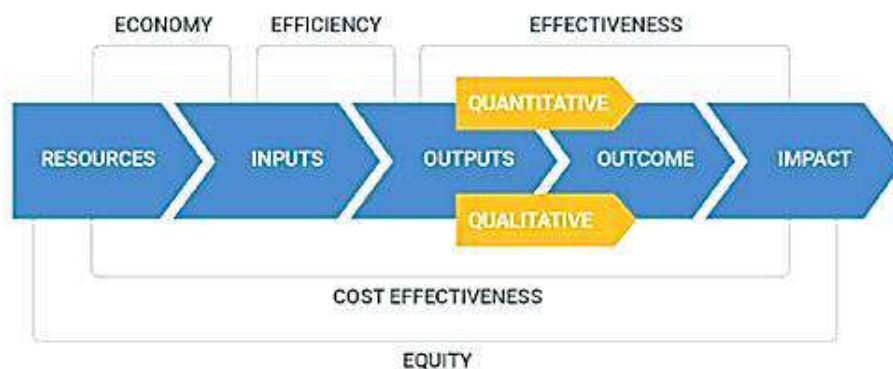 ECONOMY EFFICIENCY EFFECTIVENESS
QUANTITATIVE
RESOURCES INPUTS OUTPUTS OUTCOME IMPACT
QUALITATIVE
COST EFFECTIVENESS
EQUITY